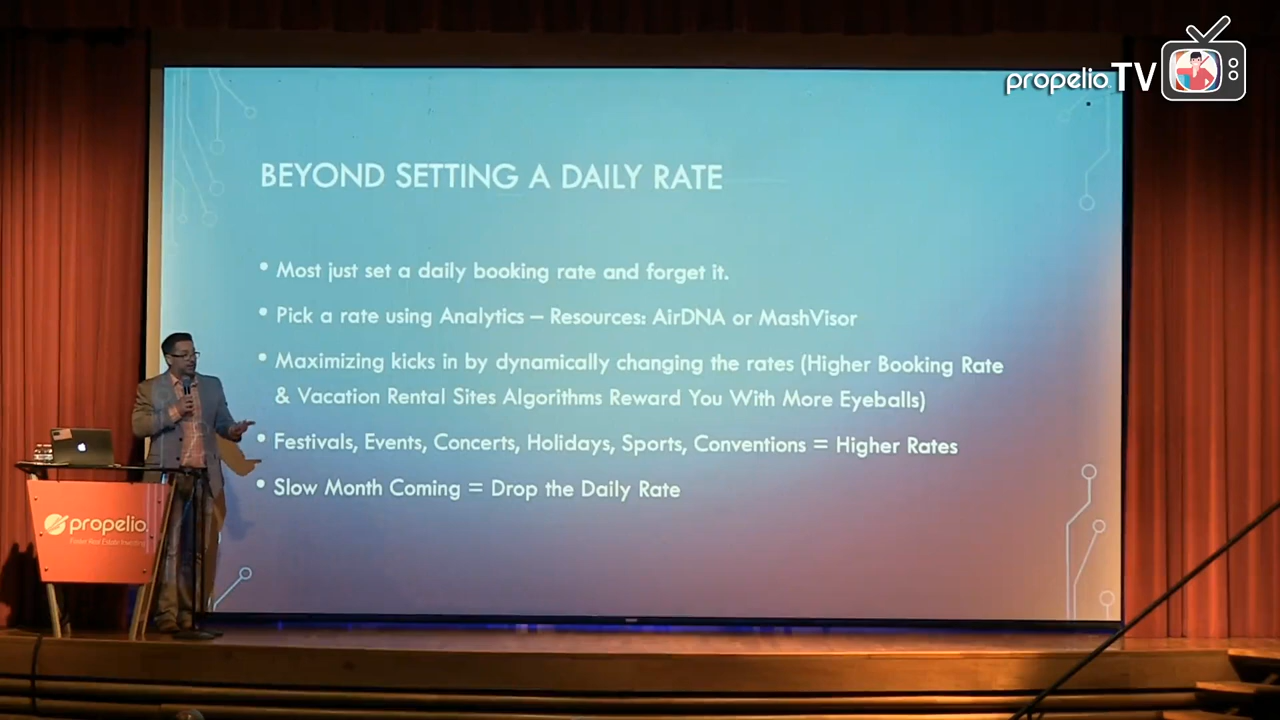 propelio TV
BEYOND SETTING A DAILY RATE
• Most just set a daily booking rate and forget it.
• Pick a rate using Analytics – Resources: AirDNA or MashVisor
• Maximizing kicks in by dynamically changing the rates (Higher Booking Rate
& Vacation Rental Sites Algorithms Reward You With More Eyeballs)
• Festivals, Events, Concerts, Holidays, Sports, Conventions = Higher Rates
• Slow Month Coming = Drop the Daily Rate
propelio
Real Estate Investing